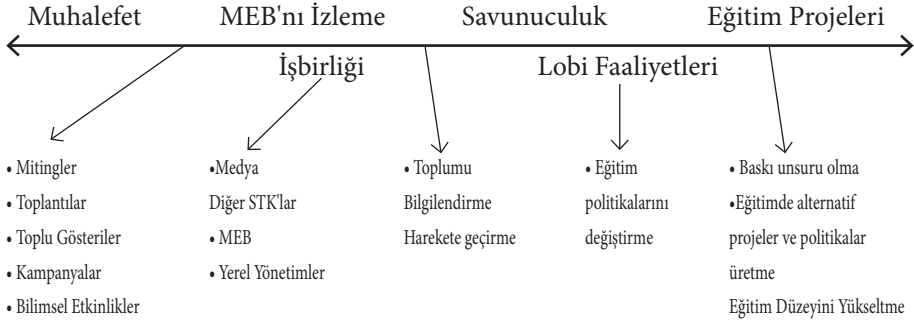 Muhalefet MEB'nı İzleme Savunuculuk Eğitim Projeleri
İşbirliği Lobi Faaliyetleri
• Mitingler
• Toplantılar
• Toplu Gösteriler
• Kampanyalar
• Bilimsel Etkinlikler
•Medya
Diğer STK'lar
• MEB
• Yerel Yönetimler
• Toplumu
Bilgilendirme
Harekete geçirme
• Eğitim
politikalarını
değiştirme
• Baskı unsuru olma
•Eğitimde alternatif
projeler ve politikalar
üretme
Eğitim Düzeyini Yükseltme